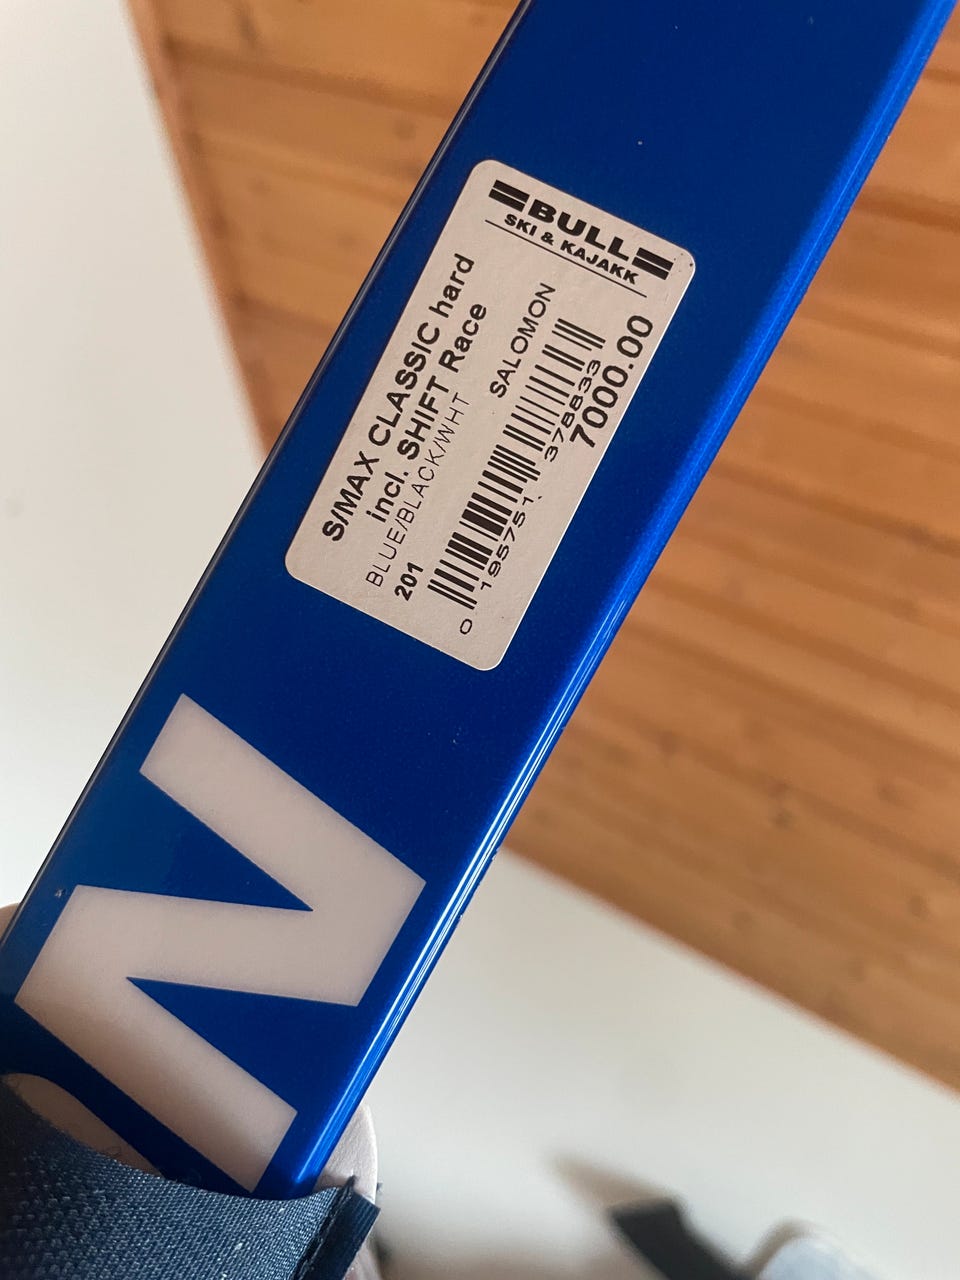 BULL
SKI & KAJAKK
S/MAX CLASSIC hard
incl. SHIFT Race
BLUE/BLACK/WHT
SALOMON
201
0 195751 378833
7000.00
N